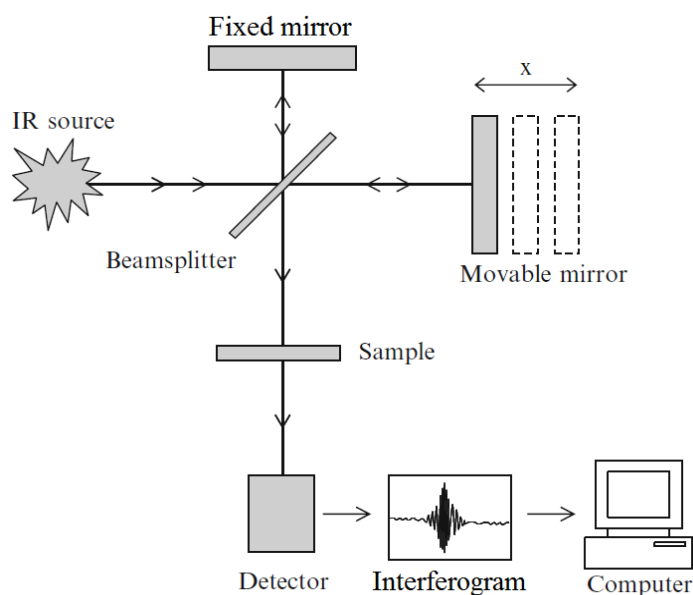 Fixed mirror
x
IR source
Beamsplitter
Movable mirror
Sample
Detector
Interferogram
Computer